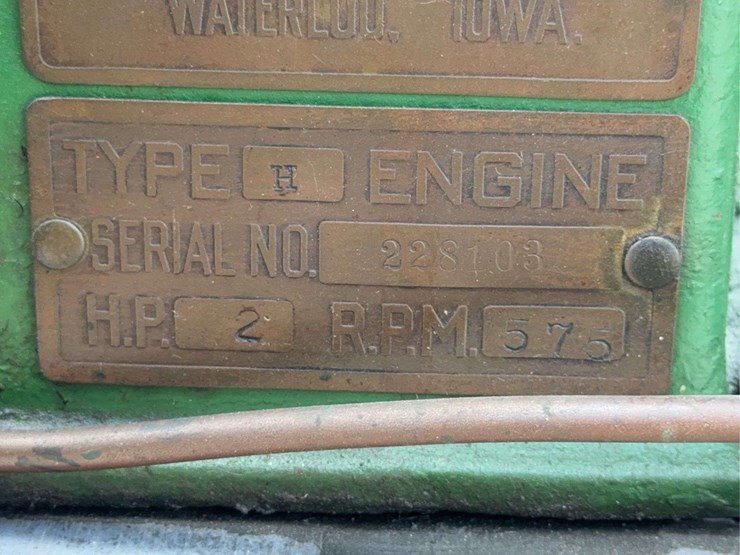 WATERLOO, IOWA.
TYPE H ENGINE
SERIAL NO. 228103
H.P. 2 R.P.M. 575